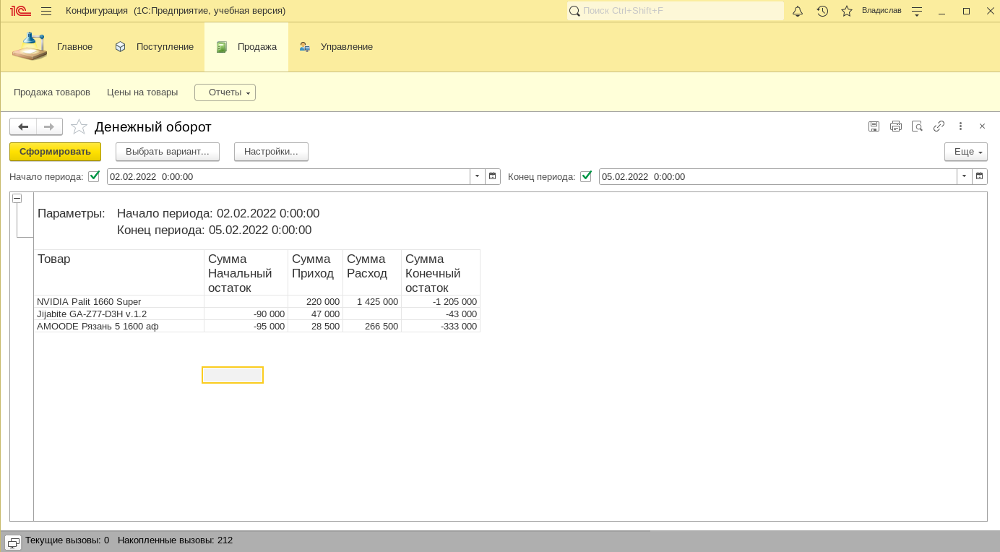 1С Конфигурация (1С:Предприятие, учебная версия) Поиск Ctrl+Shift+F Владислав
Главное Поступление Продажа Управление
Продажа товаров Цены на товары Отчеты
Денежный оборот
Сформировать Выбрать вариант... Настройки... Еще
Начало периода: 02.02.2022 0:00:00 Конец периода: 05.02.2022 0:00:00
Параметры: Начало периода: 02.02.2022 0:00:00
Конец периода: 05.02.2022 0:00:00
Товар Сумма Сумма Сумма Сумма
Начальный Приход Расход Конечный
остаток остаток
NVIDIA Palit 1660 Super 220 000 1 425 000 -1 205 000
Jijabite GA-Z77-D3H v.1.2 -90 000 47 000 -43 000
AMOODE Рязань 5 1600 аф -95 000 28 500 266 500 -333 000
Текущие вызовы: 0 Накопленные вызовы: 212